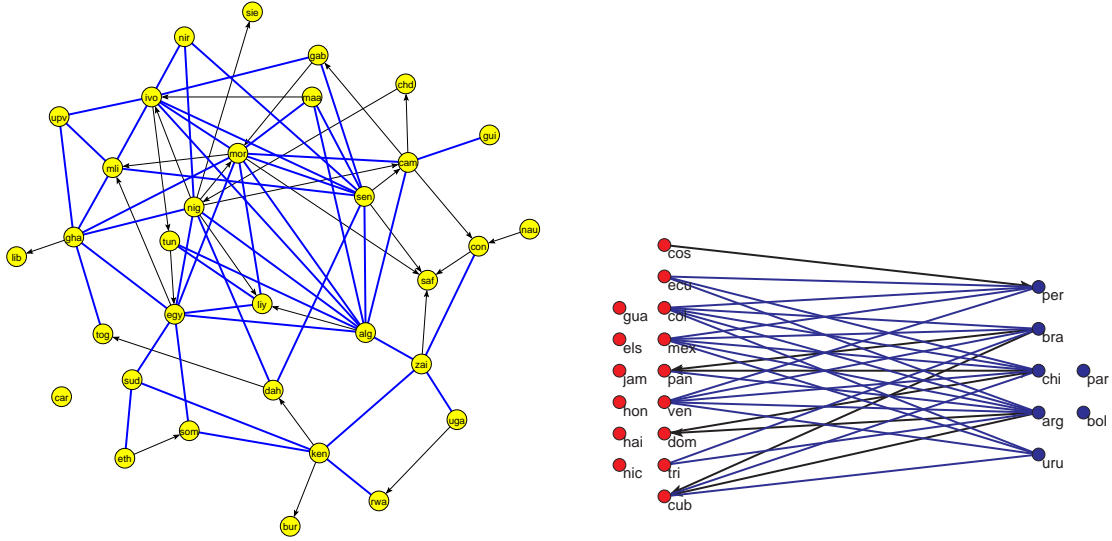 sie
nir
gab
chd
ivo
maa
upv
gui
mor
cam
mli
sen
nig
nau
gha
tun
con
lib
saf
liy
egy
tog
alg
zai
sud
dah
car
uga
som
ken
eth
rwa
bur
cos
ecu
per
gua
col
bra
els
mex
jam
pan
chi
par
hon
ven
arg
bol
hai
dom
uru
nic
tri
cub